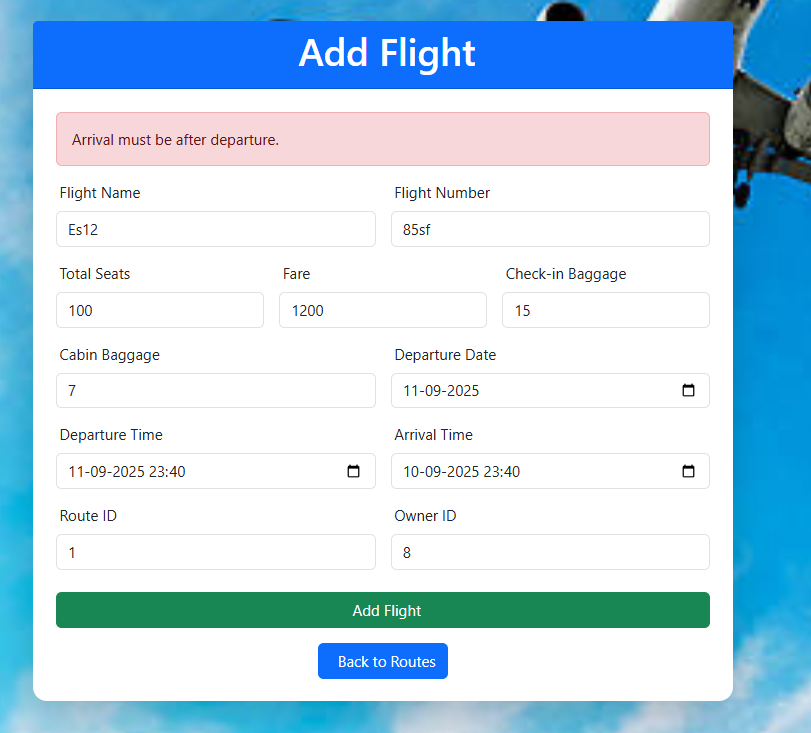 Add Flight
Arrival must be after departure.
Flight Name Flight Number
Es12 85sf
Total Seats Fare Check-in Baggage
100 1200 15
Cabin Baggage Departure Date
7 11-09-2025
Departure Time Arrival Time
11-09-2025 23:40 10-09-2025 23:40
Route ID Owner ID
1 8
Add Flight
Back to Routes